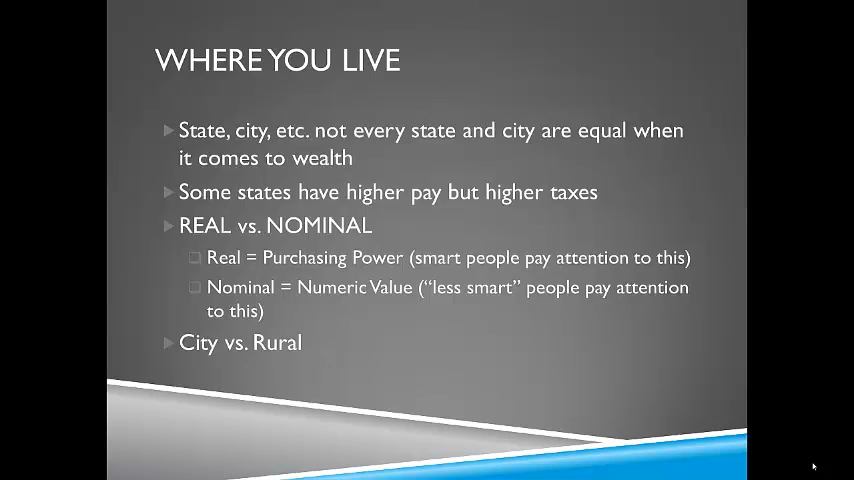 WHERE YOU LIVE
State, city, etc. not every state and city are equal when
it comes to wealth
Some states have higher pay but higher taxes
REAL vs. NOMINAL
Real = Purchasing Power (smart people pay attention to this)
Nominal = Numeric Value (“less smart” people pay attention
to this)
City vs. Rural